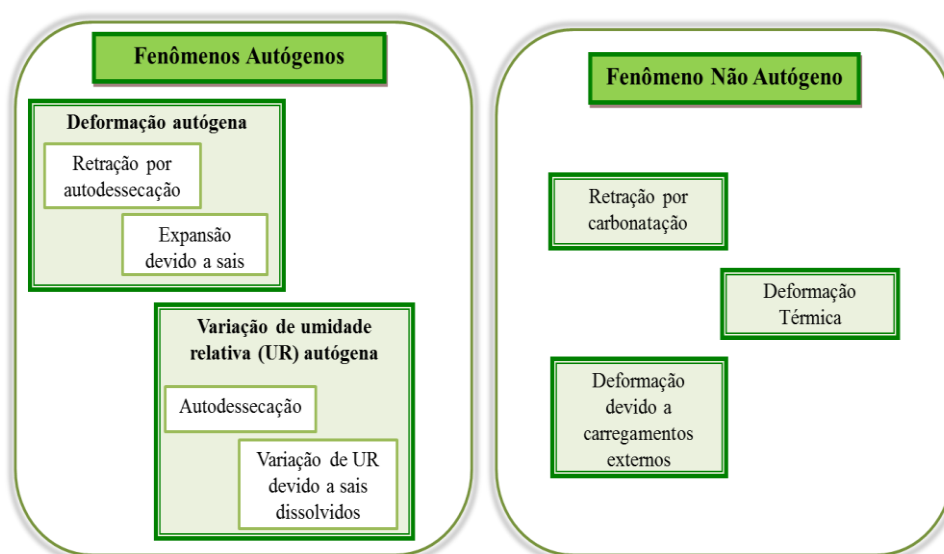 Fenômenos Autógenos
Deformação autógena
Retração por
autodessecação
Expansão
devido a sais
Variação de umidade
relativa (UR) autógena
Autodessecação
Variação de UR
devido a sais
dissolvidos
Fenômeno Não Autógeno
Retração por
carbonatação
Deformação
Térmica
Deformação
devido a
carregamentos
externos